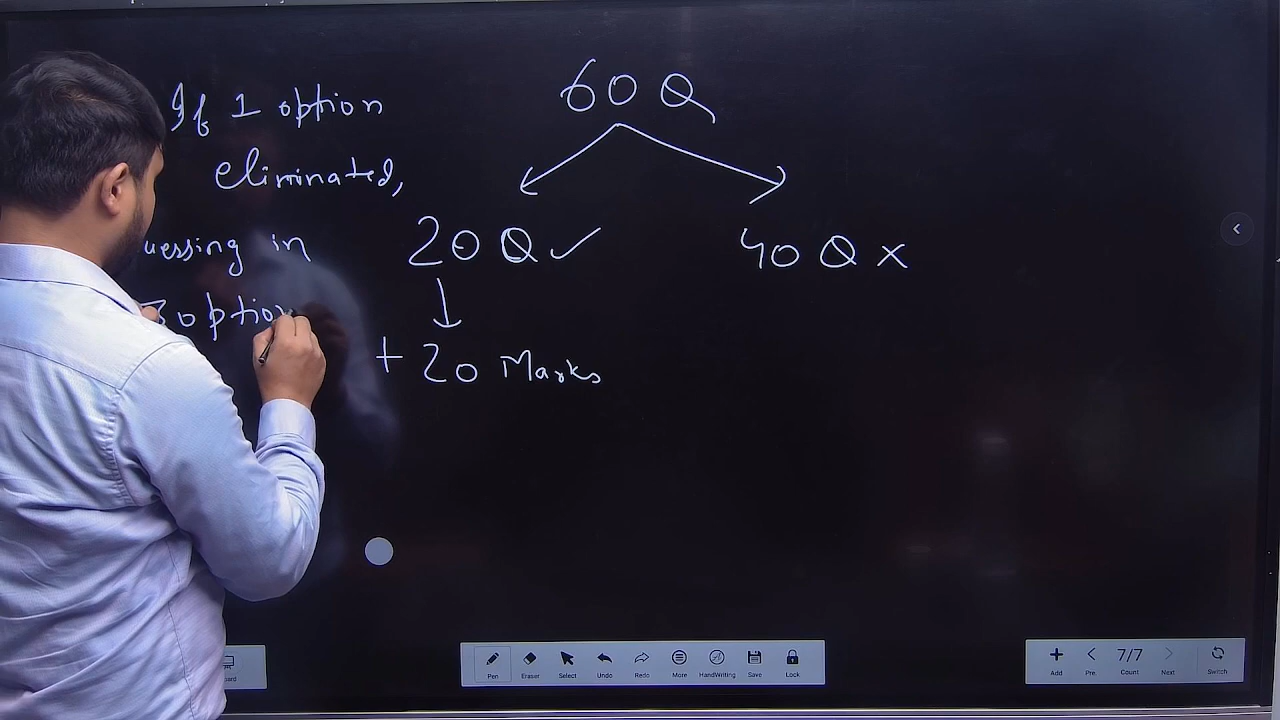 If 1 option
eliminated,
uessing in
3 option
60 Q
20 Q ✓
40 Q x
+ 20 Marks
Pen
Eraser
Select
Undo
Redo
More
HandWriting
Save
Lock
Add
Pre
7/7
Count
Next
Switch